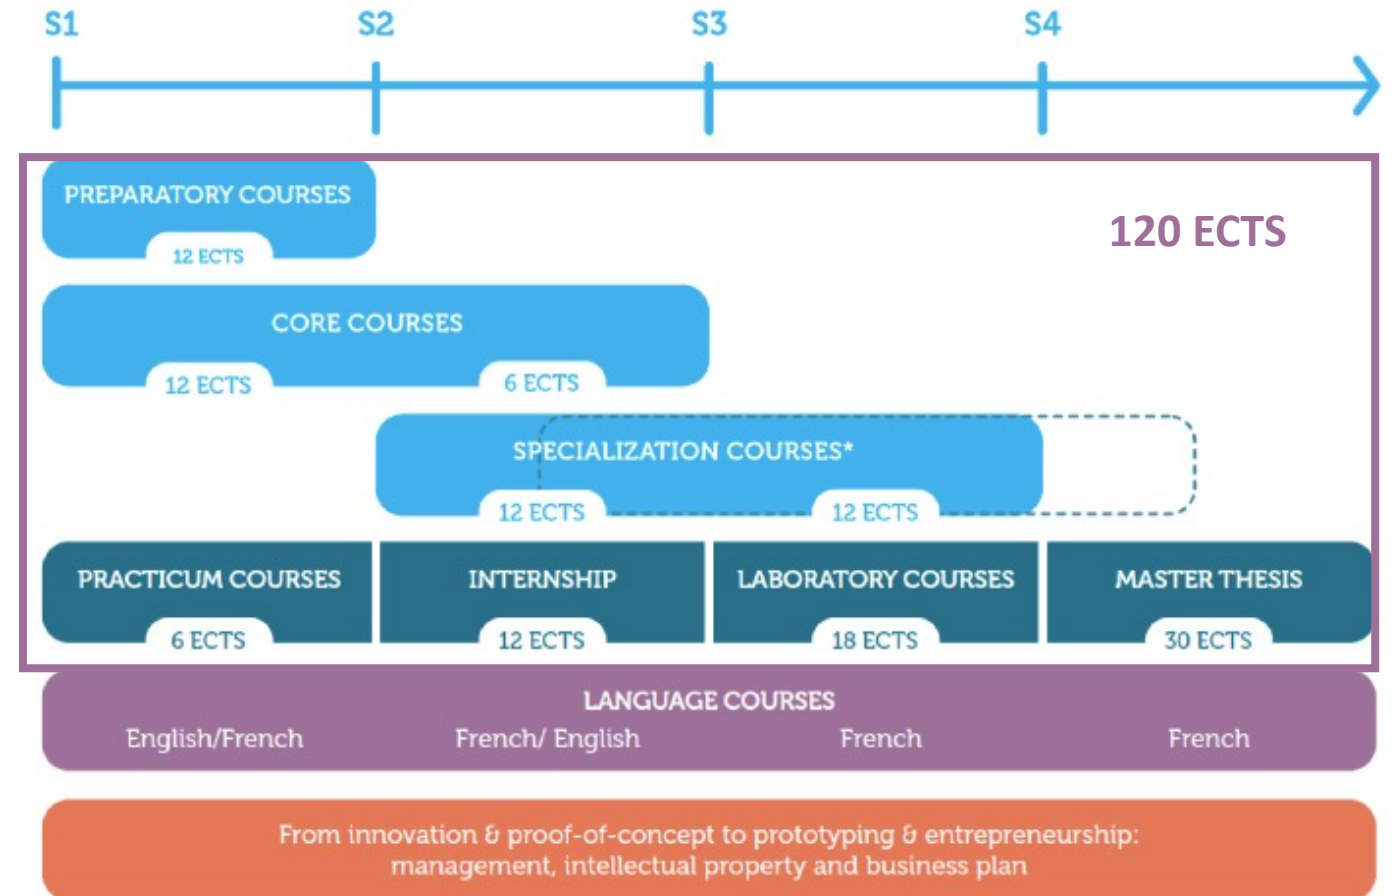 S1 S2 S3 S4
PREPARATORY COURSES
12 ECTS
120 ECTS
CORE COURSES
12 ECTS 6 ECTS
SPECIALIZATION COURSES*
12 ECTS 12 ECTS
PRACTICUM COURSES INTERNSHIP LABORATORY COURSES MASTER THESIS
6 ECTS 12 ECTS 18 ECTS 30 ECTS
LANGUAGE COURSES
English/French French/ English French French
From innovation & proof-of-concept to prototyping & entrepreneurship:
management, intellectual property and business plan